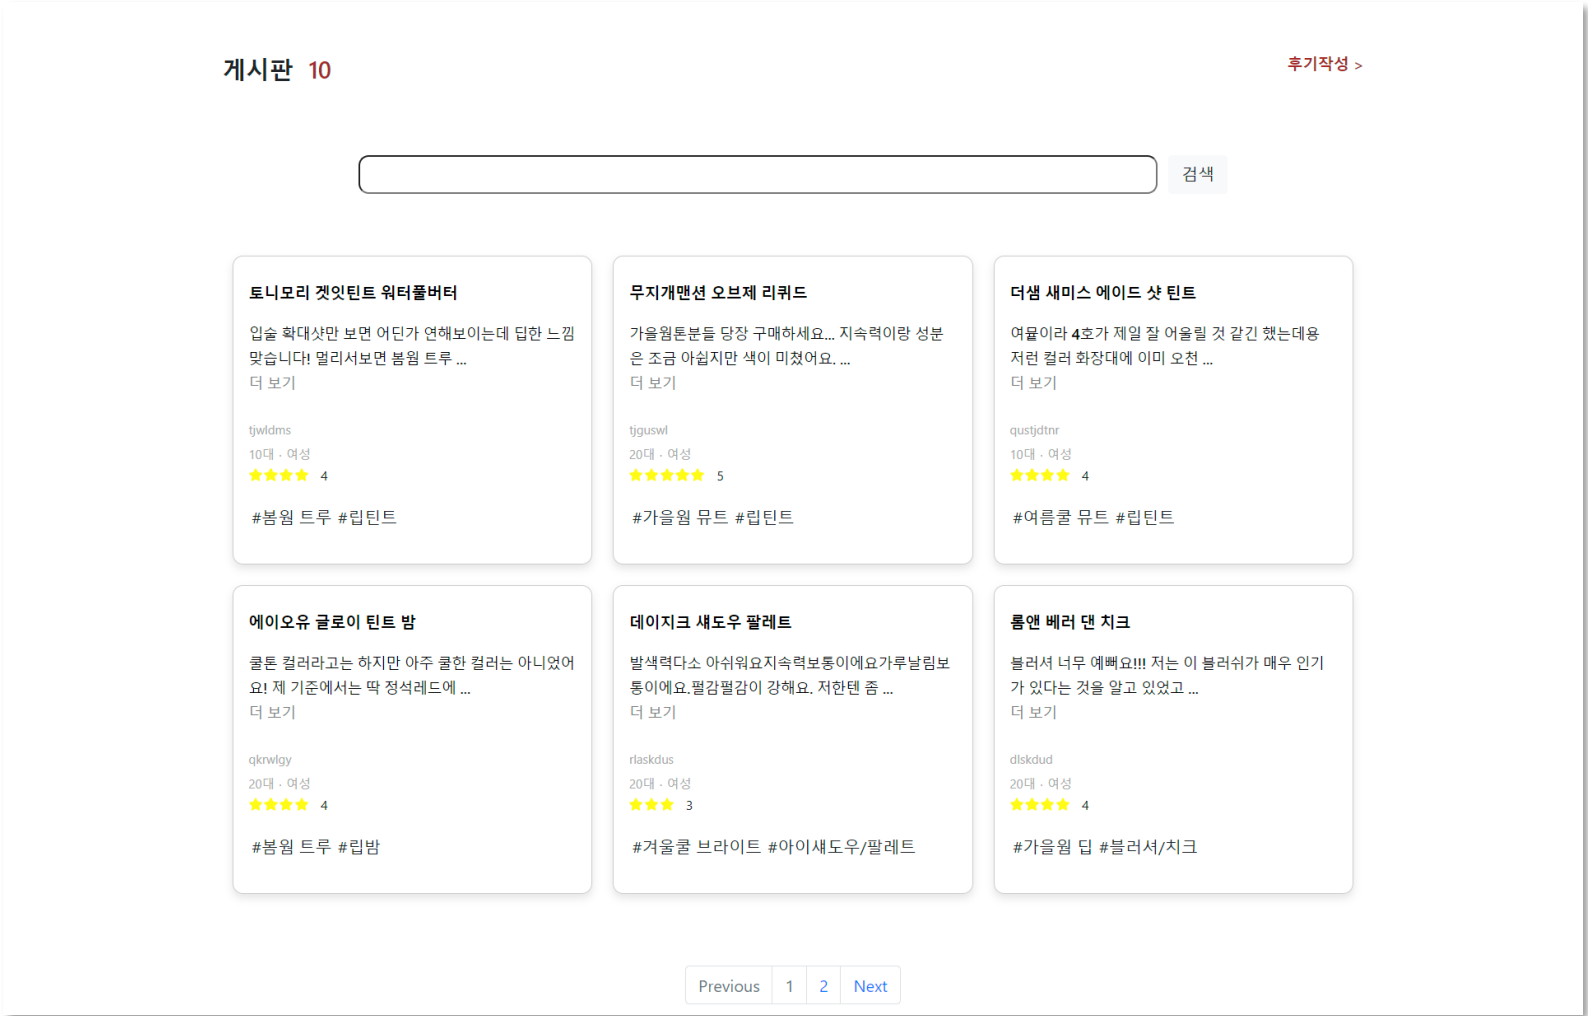 게시판 10
후기작성 >
검색
토니모리 겟잇틴트 워터풀버터
입술 확대샷만 보면 어딘가 연해보이는데 딥한 느낌
맞습니다! 멀리서보면 봄웜 트루 ...
더 보기
tjwldms
10대 · 여성
4
#봄웜 트루 #립틴트
무지개맨션 오브제 리퀴드
가을웜톤분들 당장 구매하세요... 지속력이랑 성분
은 조금 아쉽지만 색이 미쳤어요. ...
더 보기
tjguswl
20대 · 여성
5
#가을웜 뮤트 #립틴트
더샘 새미스 에이드 샷 틴트
여뮽이라 4호가 제일 잘 어울릴 것 같긴 했는데용
저런 컬러 화장대에 이미 오천 ...
더 보기
qustjdtnr
10대 · 여성
4
#여름쿨 뮤트 #립틴트
에이오유 글로이 틴트 밤
쿨톤 컬러라고는 하지만 아주 쿨한 컬러는 아니었어
요! 제 기준에서는 딱 정석레드에 ...
더 보기
qkrwlgy
20대 · 여성
4
#봄웜 트루 #립밤
데이지크 섀도우 팔레트
발색력다소 아쉬워요지속력보통이에요가루날림보
통이에요.펄감펄감이 강해요. 저한텐 좀 ...
더 보기
rlaskdus
20대 · 여성
3
#겨울쿨 브라이트 #아이섀도우/팔레트
롬앤 베러 댄 치크
블러셔 너무 예뻐요!!! 저는 이 블러쉬가 매우 인기
가 있다는 것을 알고 있었고 ...
더 보기
dlskdud
20대 · 여성
4
#가을웜 딥 #블러셔/치크
Previous 1 2 Next